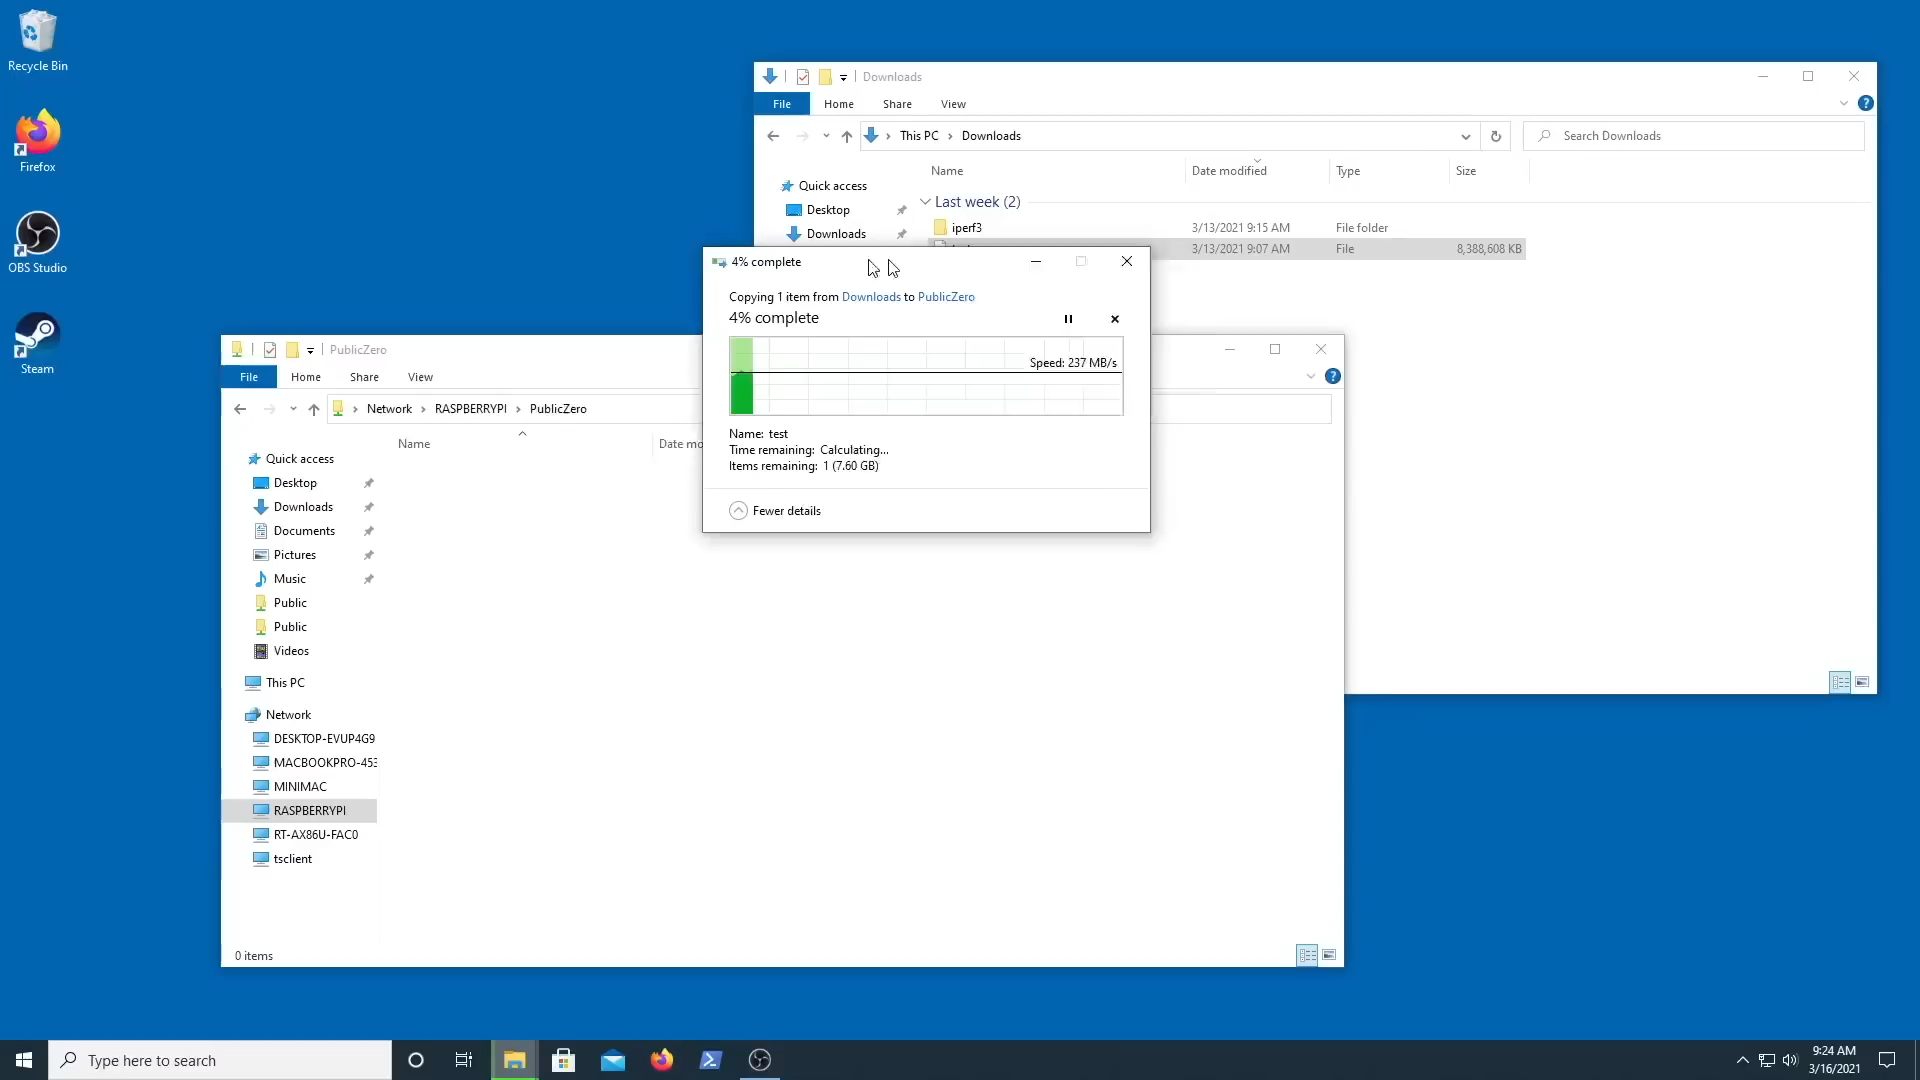 Recycle Bin
Firefox
OBS Studio
Steam
Downloads
File Home Share View
This PC Downloads
Search Downloads
Name Date modified Type Size
Quick access
Desktop
Downloads
Last week (2)
iperf3 3/13/2021 9:15 AM File folder
3/13/2021 9:07 AM File 8,388,608 KB
4% complete
Copying 1 item from Downloads to PublicZero
4% complete
Speed: 237 MB/s
Name: test
Time remaining: Calculating...
Items remaining: 1 (7.60 GB)
Fewer details
PublicZero
File Home Share View
Network RASPBERRYPI PublicZero
Name Date mo
Quick access
Desktop
Downloads
Documents
Pictures
Music
Public
Public
Videos
This PC
Network
DESKTOP-EVUP4G9
MACBOOKPRO-453
MINIMAC
RASPBERRYPI
RT-AX86U-FAC0
tsclient
0 items
Type here to search
9:24 AM
3/16/2021